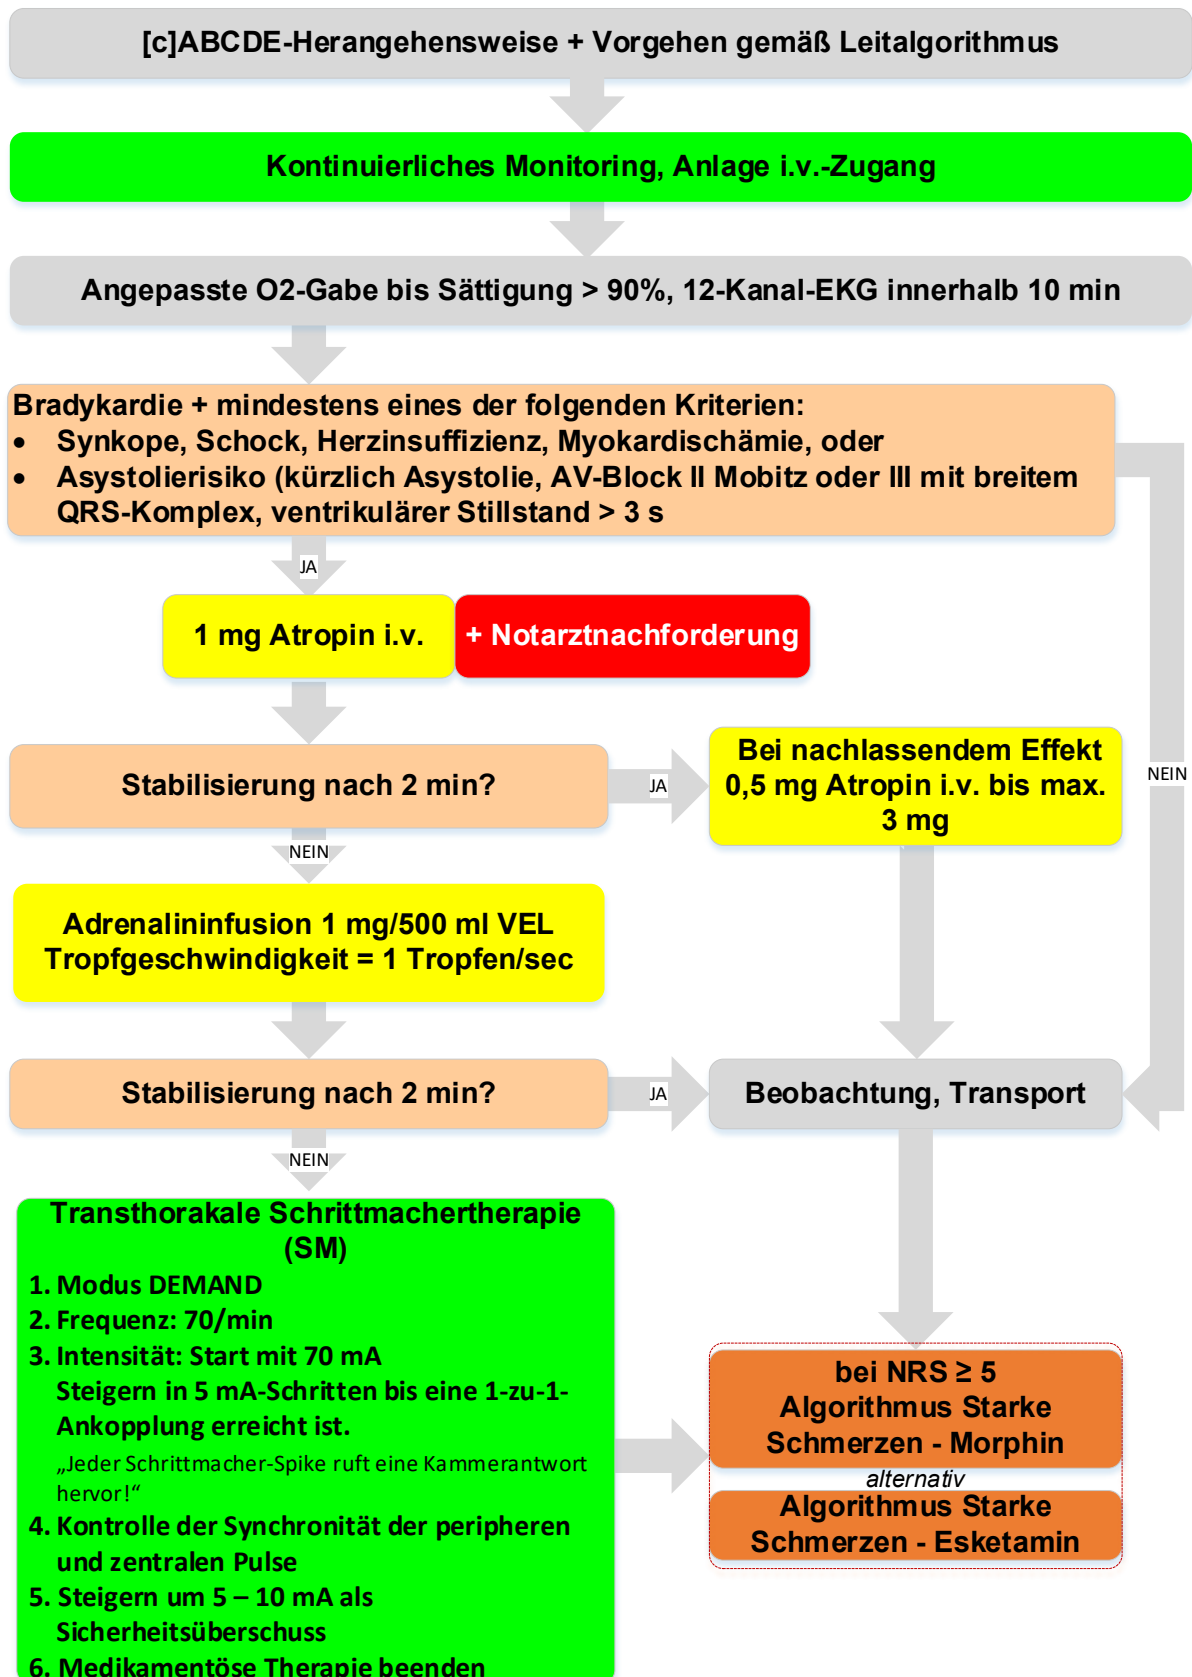 [c]ABCDE-Herangehensweise + Vorgehen gemäß Leitalgorithmus
Kontinuierliches Monitoring, Anlage i.v.-Zugang
Angepasste O2-Gabe bis Sättigung > 90%, 12-Kanal-EKG innerhalb 10 min
Bradykardie + mindestens eines der folgenden Kriterien:
• Synkope, Schock, Herzinsuffizienz, Myokardischämie, oder
• Asystolierisiko (kürzlich Asystolie, AV-Block II Mobitz oder III mit breitem
QRS-Komplex, ventrikulärer Stillstand > 3 s
JA
NEIN
1 mg Atropin i.v.
+ Notarztnachforderung
Stabilisierung nach 2 min?
JA
Bei nachlassendem Effekt
0,5 mg Atropin i.v. bis max.
3 mg
NEIN
Adrenalininfusion 1 mg/500 ml VEL
Tropfgeschwindigkeit = 1 Tropfen/sec
Stabilisierung nach 2 min?
JA
Beobachtung, Transport
NEIN
Transthorakale Schrittmachertherapie
(SM)
1. Modus DEMAND
2. Frequenz: 70/min
3. Intensität: Start mit 70 mA
Steigern in 5 mA-Schritten bis eine 1-zu-1-
Ankopplung erreicht ist.
„Jeder Schrittmacher-Spike ruft eine Kammerantwort
hervor!“
4. Kontrolle der Synchronität der peripheren
und zentralen Pulse
5. Steigern um 5 – 10 mA als
Sicherheitsüberschuss
6. Medikamentöse Therapie beenden
bei NRS ≥ 5
Algorithmus Starke
Schmerzen - Morphin
alternativ
Algorithmus Starke
Schmerzen - Esketamin